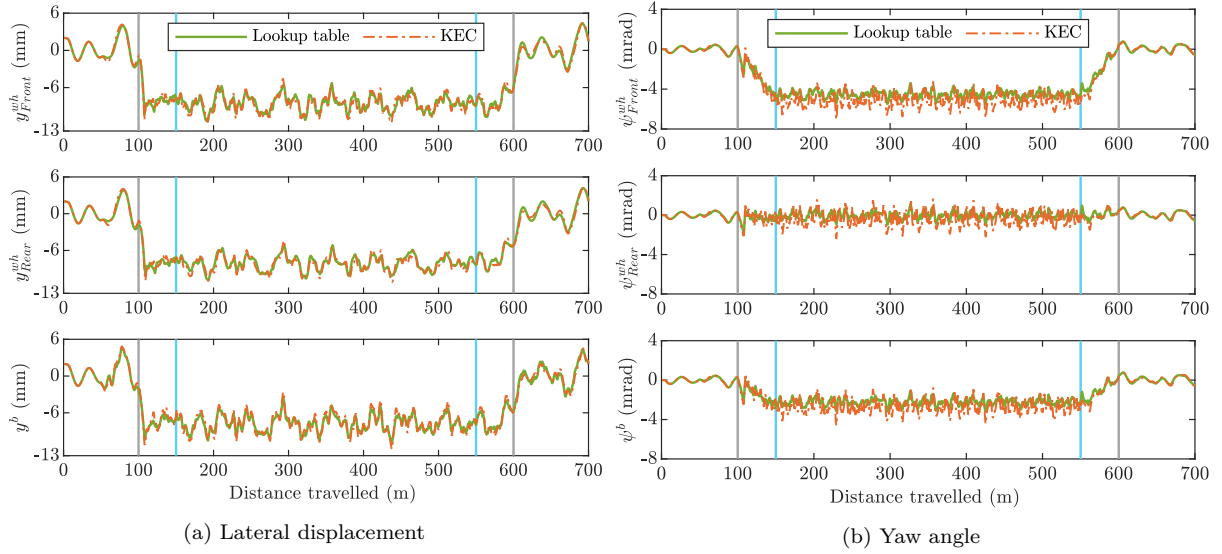 Lookup table KEC
6
0
-6
-13
y^{wh}_{Front} (mm)
0 100 200 300 400 500 600 700
6
0
-6
-13
y^{wh}_{Rear} (mm)
0 100 200 300 400 500 600 700
6
0
-6
-13
y^{b} (mm)
0 100 200 300 400 500 600 700
Distance travelled (m)
(a) Lateral displacement
Lookup table KEC
4
0
-4
-8
ψ^{wh}_{Front} (mrad)
0 100 200 300 400 500 600 700
4
0
-4
-8
ψ^{wh}_{Rear} (mrad)
0 100 200 300 400 500 600 700
4
0
-4
-8
ψ^{b} (mrad)
0 100 200 300 400 500 600 700
Distance travelled (m)
(b) Yaw angle